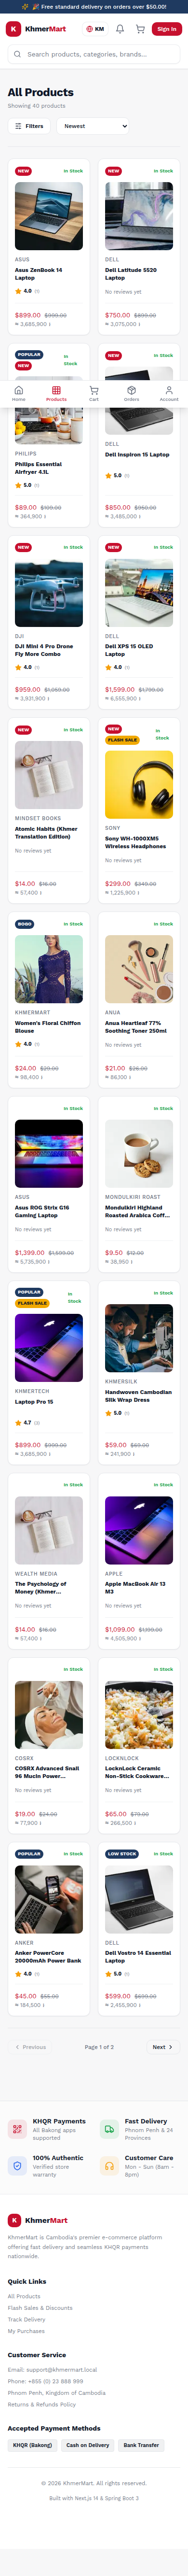 ✨ 🎉 Free standard delivery on orders over $50.00!
K KhmerMart
KM
Sign In
Search products, categories, brands...
All Products
Showing 40 products
Filters
Newest
NEW
In Stock
ASUS
Asus ZenBook 14 Laptop
4.0 (1)
$899.00 $999.00
≈ 3,685,900 ៛
NEW
In Stock
DELL
Dell Latitude 5520 Laptop
No reviews yet
$750.00 $899.00
≈ 3,075,000 ៛
POPULAR
NEW
In Stock
PHILIPS
Philips Essential Airfryer 4.1L
5.0 (1)
$89.00 $109.00
≈ 364,900 ៛
NEW
In Stock
DELL
Dell Inspiron 15 Laptop
5.0 (1)
$850.00 $950.00
≈ 3,485,000 ៛
Home
Products
Cart
Orders
Account
NEW
In Stock
DJI
DJI Mini 4 Pro Drone Fly More Combo
4.0 (1)
$959.00 $1,059.00
≈ 3,931,900 ៛
NEW
In Stock
DELL
Dell XPS 15 OLED Laptop
4.0 (1)
$1,599.00 $1,799.00
≈ 6,555,900 ៛
NEW
In Stock
MINDSET BOOKS
Atomic Habits (Khmer Translation Edition)
No reviews yet
$14.00 $16.00
≈ 57,400 ៛
NEW
FLASH SALE
In Stock
SONY
Sony WH-1000XM5 Wireless Headphones
No reviews yet
$299.00 $349.00
≈ 1,225,900 ៛
BOGO
In Stock
KHMERMART
Women's Floral Chiffon Blouse
4.0 (1)
$24.00 $29.00
≈ 98,400 ៛
In Stock
ANUA
Anua Heartleaf 77% Soothing Toner 250ml
No reviews yet
$21.00 $26.00
≈ 86,100 ៛
In Stock
ASUS
Asus ROG Strix G16 Gaming Laptop
No reviews yet
$1,399.00 $1,599.00
≈ 5,735,900 ៛
In Stock
MONDULKIRI ROAST
Mondulkiri Highland Roasted Arabica Coff...
No reviews yet
$9.50 $12.00
≈ 38,950 ៛
POPULAR
FLASH SALE
In Stock
KHMERTECH
Laptop Pro 15
4.7 (3)
$899.00 $999.00
≈ 3,685,900 ៛
In Stock
KHMERSILK
Handwoven Cambodian Silk Wrap Dress
5.0 (1)
$59.00 $69.00
≈ 241,900 ៛
In Stock
WEALTH MEDIA
The Psychology of Money (Khmer...
No reviews yet
$14.00
≈ 57,400 ៛
In Stock
APPLE
Apple MacBook Air 13 M3
No reviews yet
$1,099.00 $1,199.00
≈ 4,505,900 ៛
In Stock
COSRX
COSRX Advanced Snail 96 Mucin Power...
No reviews yet
$19.00 $24.00
≈ 77,900 ៛
In Stock
LOCKNLOCK
LocknLock Ceramic Non-Stick Cookware...
No reviews yet
$65.00 $79.00
≈ 266,500 ៛
POPULAR
In Stock
ANKER
Anker PowerCore 20000mAh Power Bank
4.0 (1)
$45.00 $55.00
≈ 184,500 ៛
LOW STOCK
In Stock
DELL
Dell Vostro 14 Essential Laptop
5.0 (1)
$599.00 $699.00
≈ 2,455,900 ៛
Previous
Page 1 of 2
Next
KHQR Payments
All Bakong apps supported
Fast Delivery
Phnom Penh & 24 Provinces
100% Authentic
Verified store warranty
Customer Care
Mon - Sun (8am - 8pm)
K KhmerMart
KhmerMart is Cambodia's premier e-commerce platform
offering fast delivery and seamless KHQR payments
nationwide.
Quick Links
All Products
Flash Sales & Discounts
Track Delivery
My Purchases
Customer Service
Email: support@khmermart.local
Phone: +855 (0) 23 888 999
Phnom Penh, Kingdom of Cambodia
Returns & Refunds Policy
Accepted Payment Methods
KHQR (Bakong)
Cash on Delivery
Bank Transfer
© 2026 KhmerMart. All rights reserved.
Built with Next.js 14 & Spring Boot 3